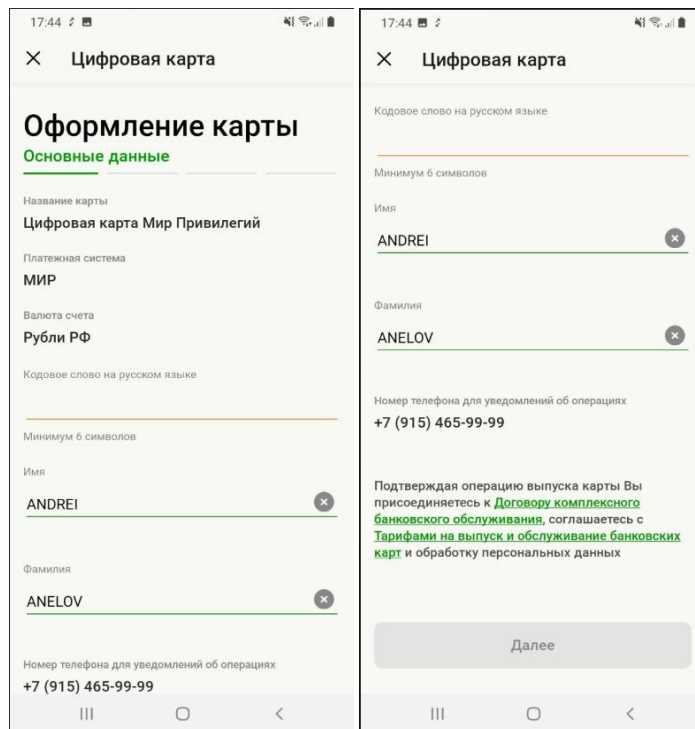 17:44
Цифровая карта
Оформление карты
Основные данные
Название карты
Цифровая карта Мир Привилегий
Платежная система
МИР
Валюта счета
Рубли РФ
Кодовое слово на русском языке
Минимум 6 символов
Имя
ANDREI
Фамилия
ANELOV
Номер телефона для уведомлений об операциях
+7 (915) 465-99-99
17:44
Цифровая карта
Кодовое слово на русском языке
Минимум 6 символов
Имя
ANDREI
Фамилия
ANELOV
Номер телефона для уведомлений об операциях
+7 (915) 465-99-99
Подтверждая операцию выпуска карты Вы
присоединяетесь к Договору комплексного
банковского обслуживания, соглашаетесь с
Тарифами на выпуск и обслуживание банковских
карт и обработку персональных данных
Далее